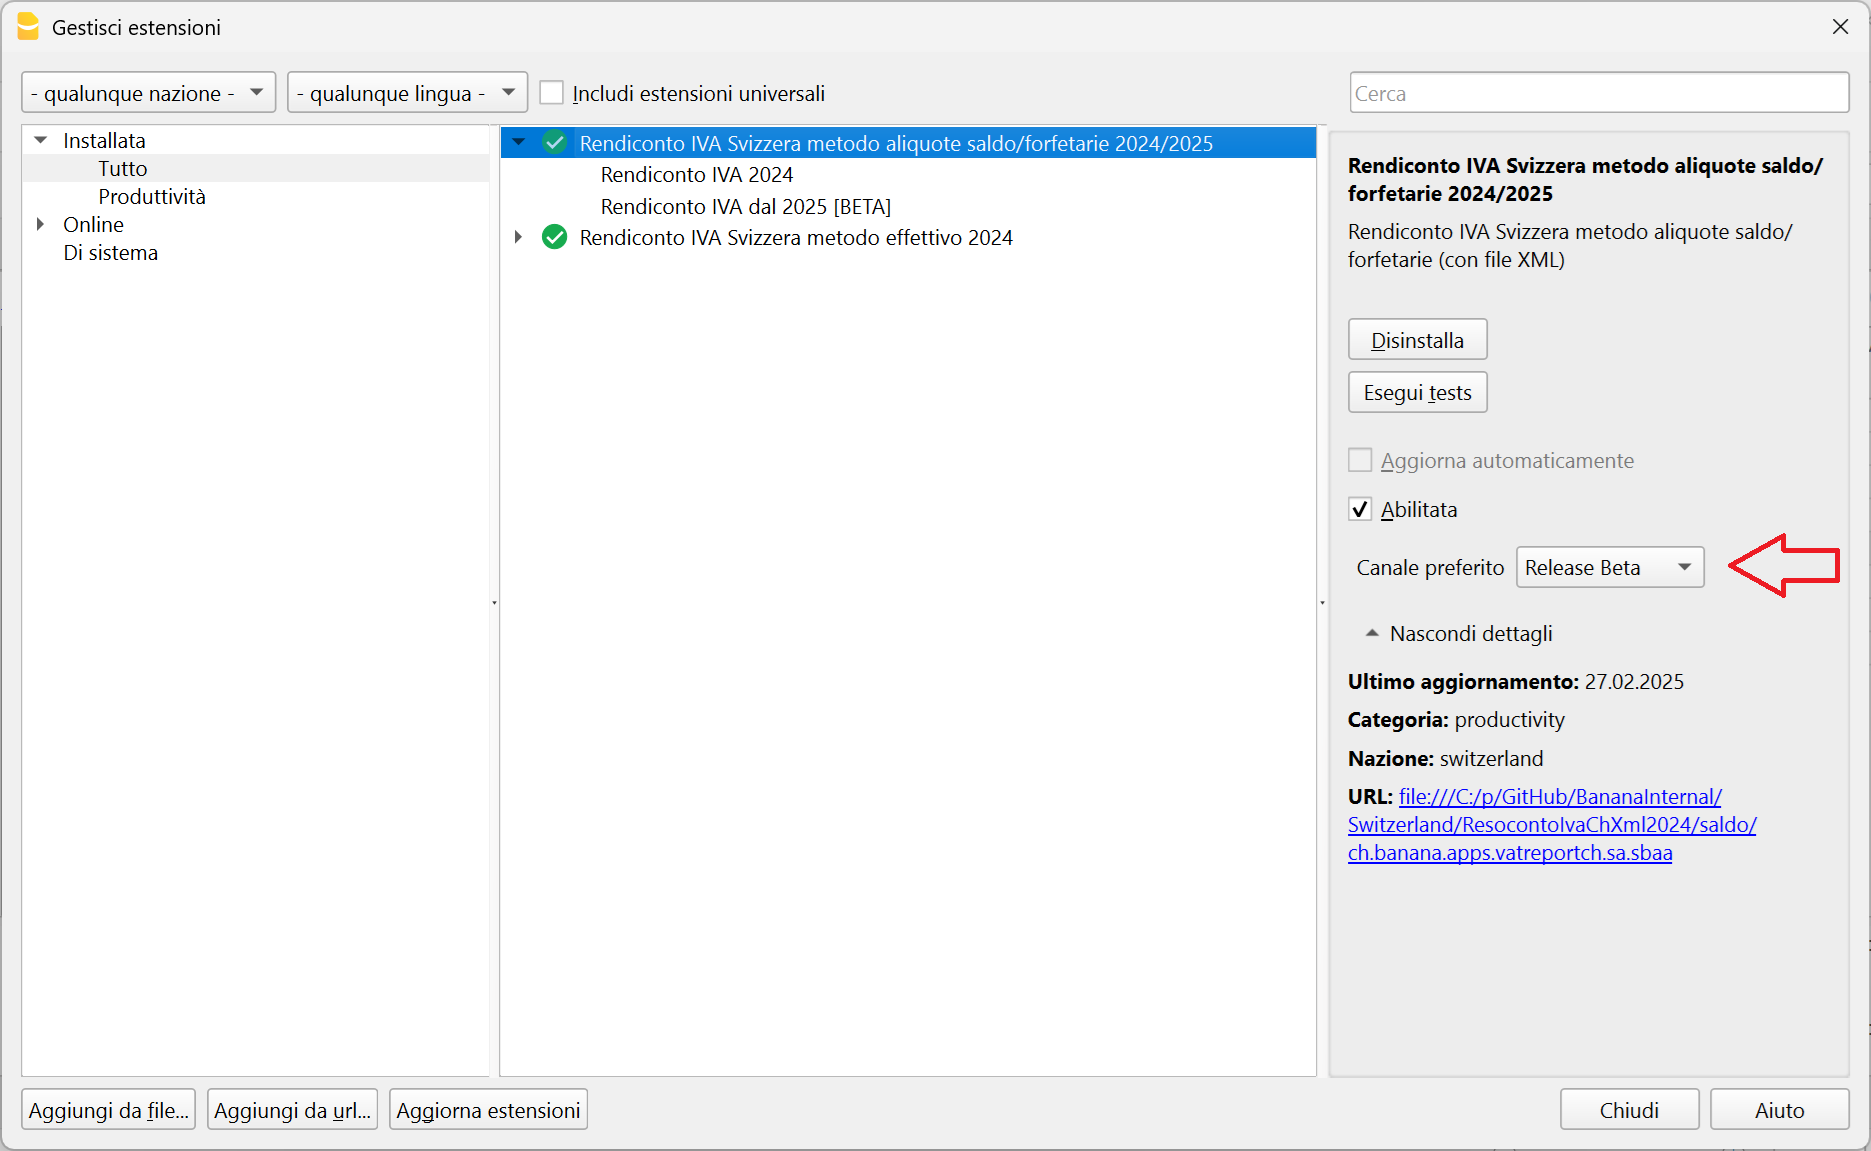 Gestisci estensioni
- qualunque nazione -
- qualunque lingua -
Includi estensioni universali
Cerca
Installata
Tutto
Produttività
Online
Di sistema
Rendiconto IVA Svizzera metodo aliquote saldo/forfetarie 2024/2025
Rendiconto IVA 2024
Rendiconto IVA dal 2025 [BETA]
Rendiconto IVA Svizzera metodo effettivo 2024
Rendiconto IVA Svizzera metodo aliquote saldo/
forfetarie 2024/2025
Rendiconto IVA Svizzera metodo aliquote saldo/
forfetarie (con file XML)
Disinstalla
Esegui tests
Aggiorna automaticamente
Abilitata
Canale preferito Release Beta
Nascondi dettagli
Ultimo aggiornamento: 27.02.2025
Categoria: productivity
Nazione: switzerland
URL: file:///C:/p/GitHub/BananaInternal/
Switzerland/ResocontoIvaChXml2024/saldo/
ch.banana.apps.vatreportch.sa.sbaa
Aggiungi da file...
Aggiungi da url...
Aggiorna estensioni
Chiudi
Aiuto